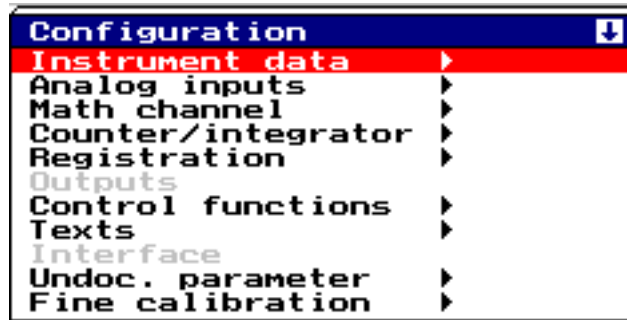 Configuration
Instrument data
Analog inputs
Math channel
Counter/integrator
Registration
Outputs
Control functions
Texts
Interface
Undoc. parameter
Fine calibration